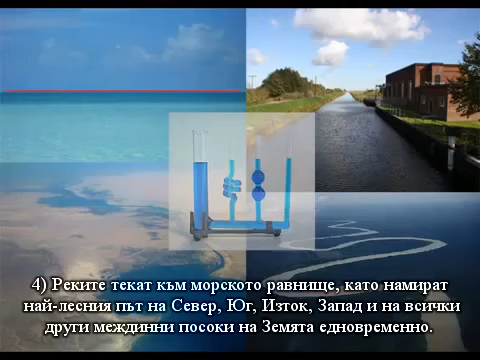 4) Реките текат към морското равнище, като намират
най-лесния път на Север, Юг, Изток, Запад и на всички
други междинни посоки на Земята едновременно.